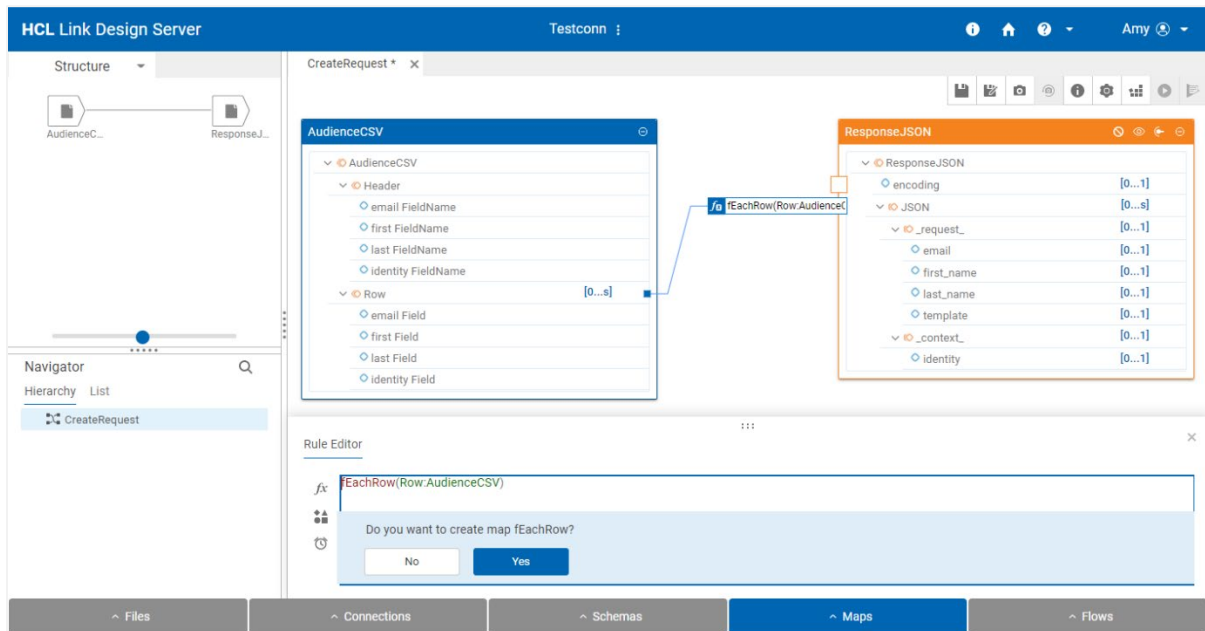 HCL Link Design Server
Testconn
Amy
Structure
CreateRequest *
AudienceC...
ResponseJ...
AudienceCSV
AudienceCSV
Header
email FieldName
first FieldName
last FieldName
identity FieldName
Row [0...s]
email Field
first Field
last Field
identity Field
fEachRow(Row:AudienceC
ResponseJSON
ResponseJSON
encoding [0...1]
JSON [0...s]
_request_ [0...1]
email [0...1]
first_name [0...1]
last_name [0...1]
template [0...1]
_context_ [0...1]
identity [0...1]
Navigator
Hierarchy List
CreateRequest
Rule Editor
fx fEachRow(Row:AudienceCSV)
Do you want to create map fEachRow?
No Yes
Files Connections Schemas Maps Flows